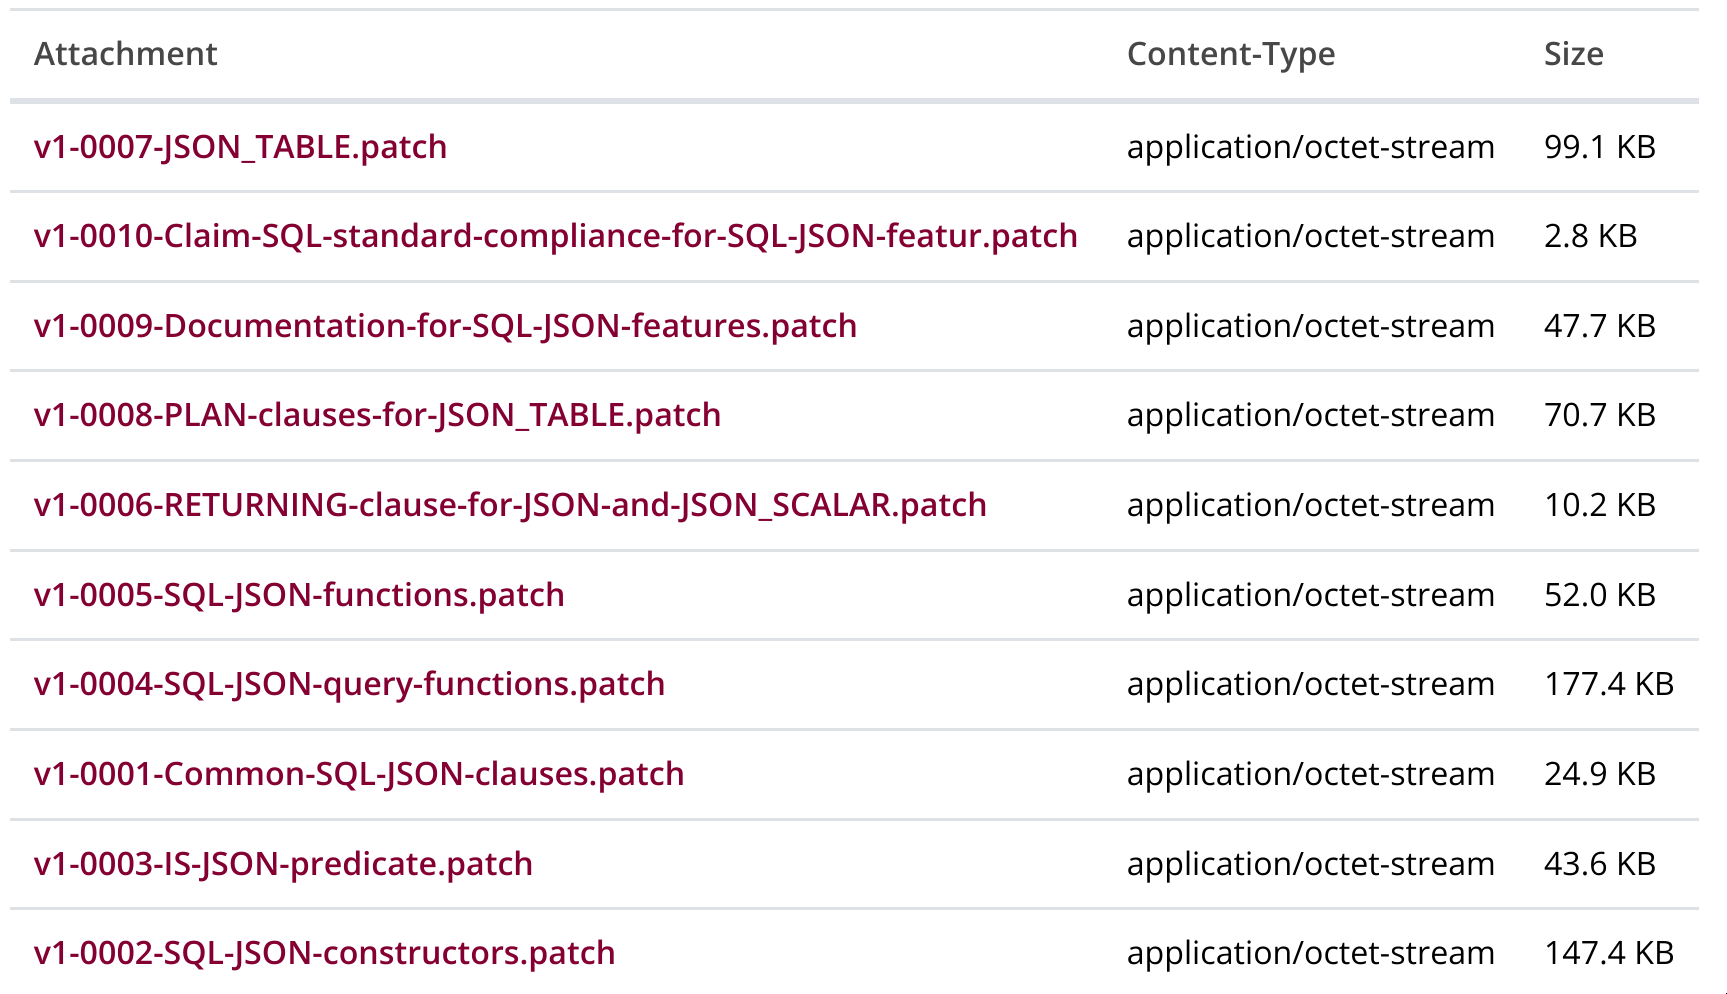 Attachment Content-Type Size
v1-0007-JSON_TABLE.patch application/octet-stream 99.1 KB
v1-0010-Claim-SQL-standard-compliance-for-SQL-JSON-featur.patch application/octet-stream 2.8 KB
v1-0009-Documentation-for-SQL-JSON-features.patch application/octet-stream 47.7 KB
v1-0008-PLAN-clauses-for-JSON_TABLE.patch application/octet-stream 70.7 KB
v1-0006-RETURNING-clause-for-JSON-and-JSON_SCALAR.patch application/octet-stream 10.2 KB
v1-0005-SQL-JSON-functions.patch application/octet-stream 52.0 KB
v1-0004-SQL-JSON-query-functions.patch application/octet-stream 177.4 KB
v1-0001-Common-SQL-JSON-clauses.patch application/octet-stream 24.9 KB
v1-0003-IS-JSON-predicate.patch application/octet-stream 43.6 KB
v1-0002-SQL-JSON-constructors.patch application/octet-stream 147.4 KB